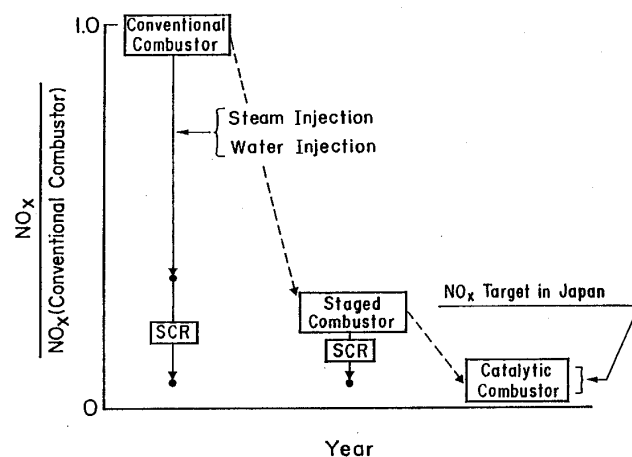 1.0
Conventional
Combustor
Steam Injection
Water Injection
NOx
NOx(Conventional Combustor)
NOx Target in Japan
Staged
Combustor
SCR
SCR
Catalytic
Combustor
0
Year